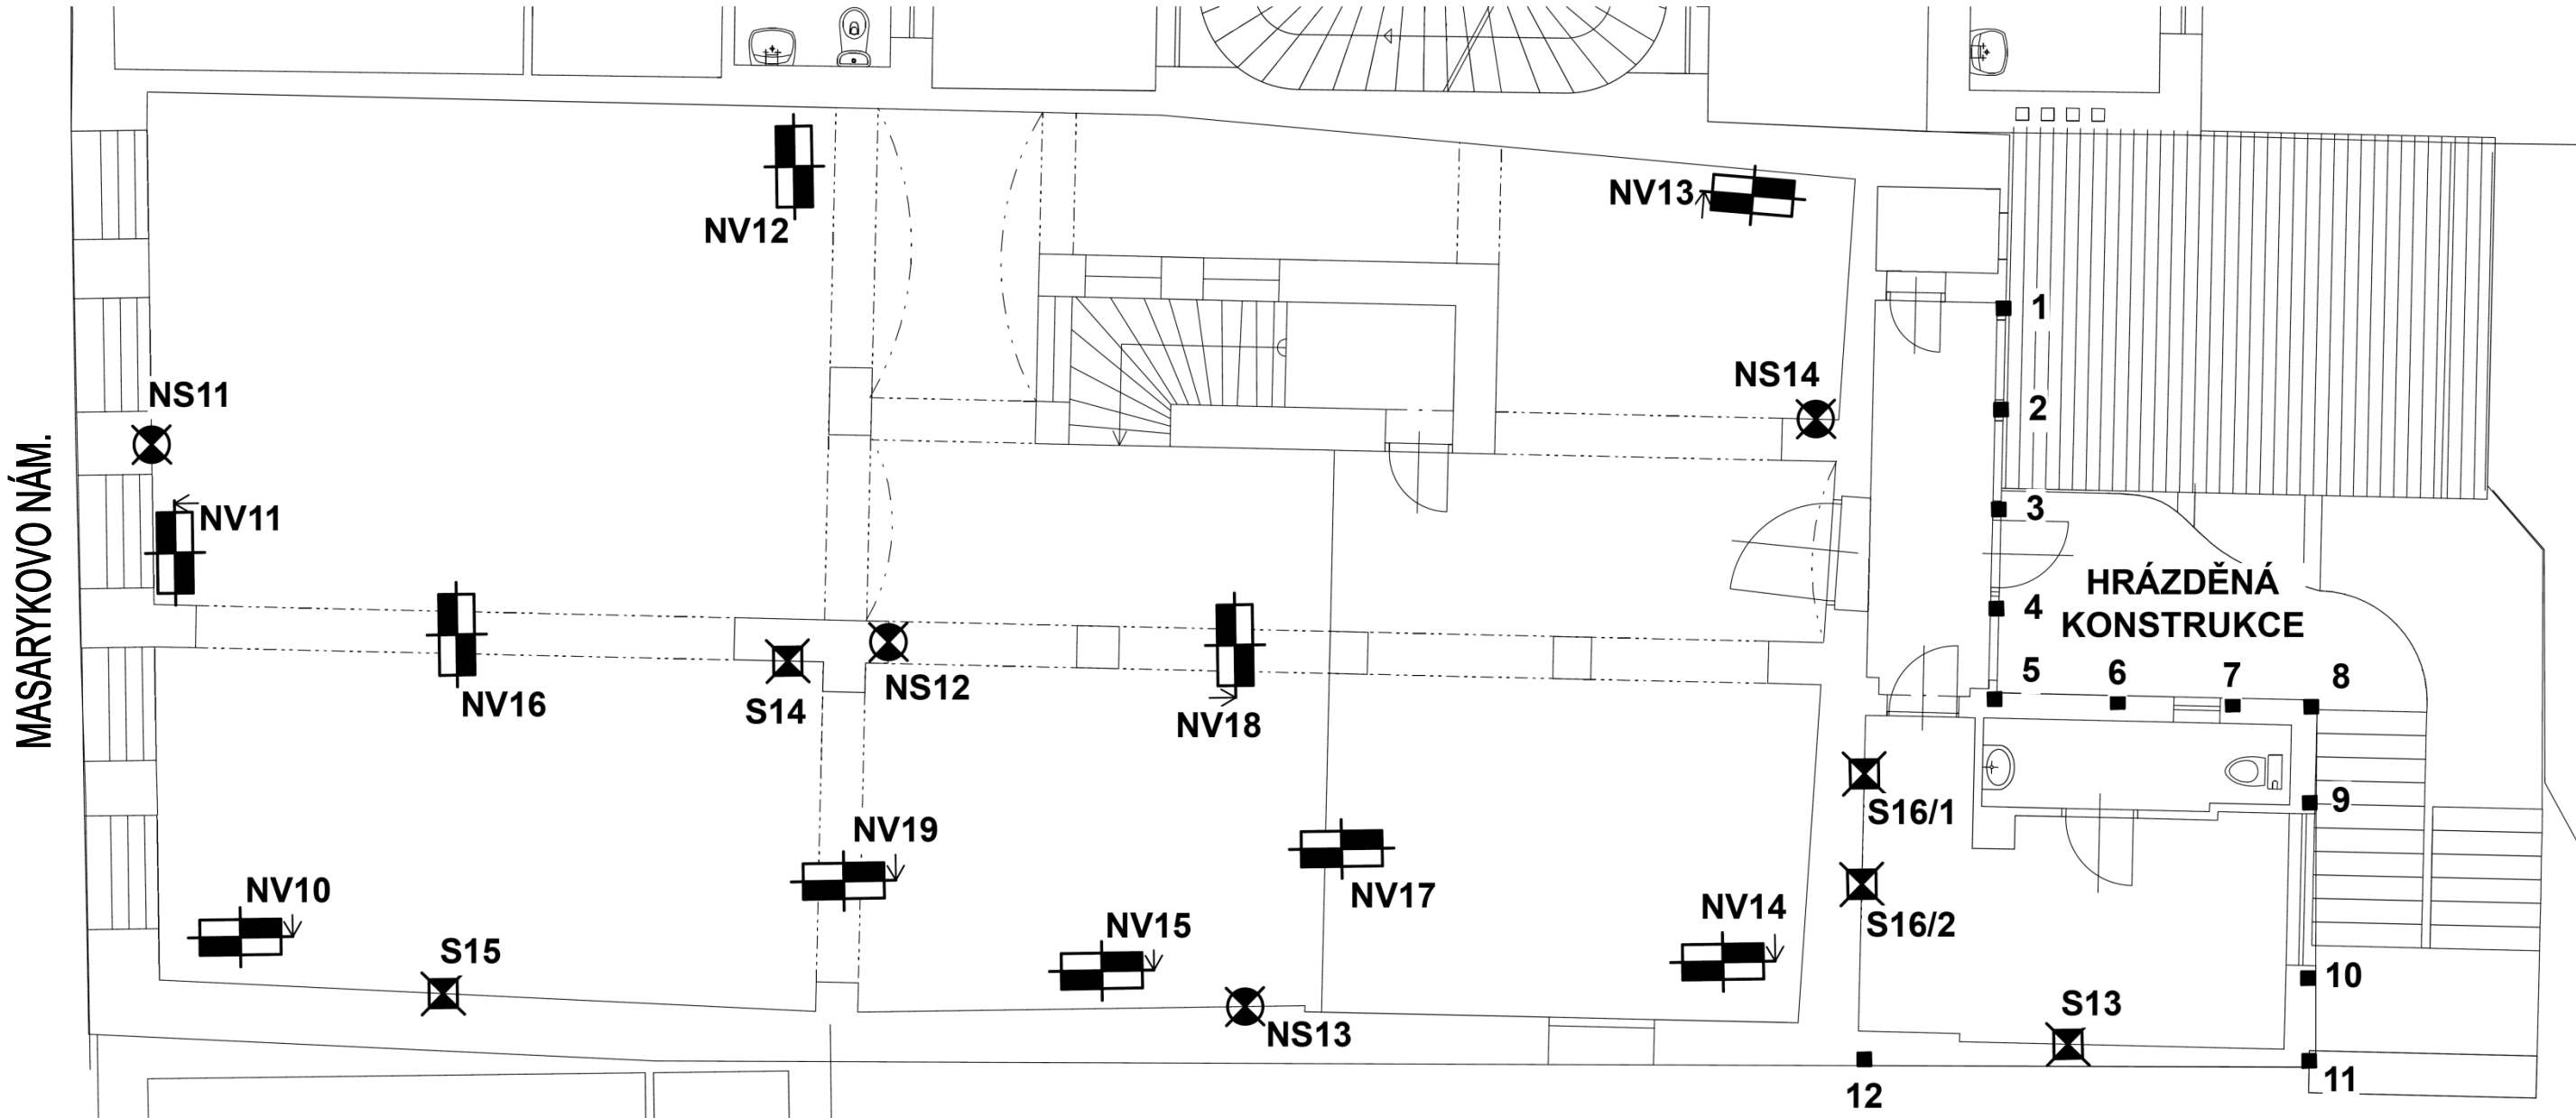 NV12
NV13
1
NS11
NS14
2
MASARYKOVO NÁM.
NV11
3
HRÁZDĚNÁ
KONSTRUKCE
4
NV16
S14
NS12
NV18
5
6
7
8
S16/1
9
NV19
NV10
NV17
NV14
S16/2
S15
NV15
10
S13
NS13
11
12